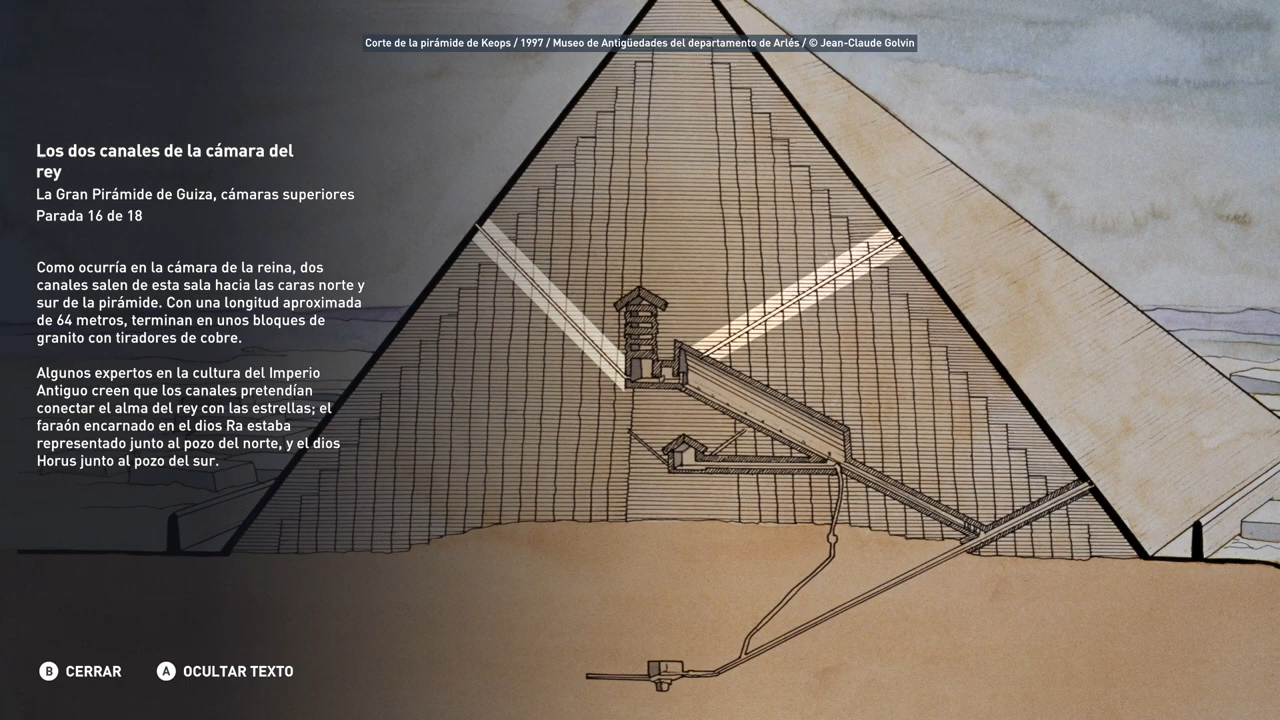 Corte de la pirámide de Keops / 1997 / Museo de Antigüedades del departamento de Arlés / © Jean-Claude Golvin
Los dos canales de la cámara del
rey
La Gran Pirámide de Guiza, cámaras superiores
Parada 16 de 18
Como ocurría en la cámara de la reina, dos
canales salen de esta sala hacia las caras norte y
sur de la pirámide. Con una longitud aproximada
de 64 metros, terminan en unos bloques de
granito con tiradores de cobre.
Algunos expertos en la cultura del Imperio
Antiguo creen que los canales pretendían
conectar el alma del rey con las estrellas; el
faraón encarnado en el dios Ra estaba
representado junto al pozo del norte, y el dios
Horus junto al pozo del sur.
B CERRAR A OCULTAR TEXTO